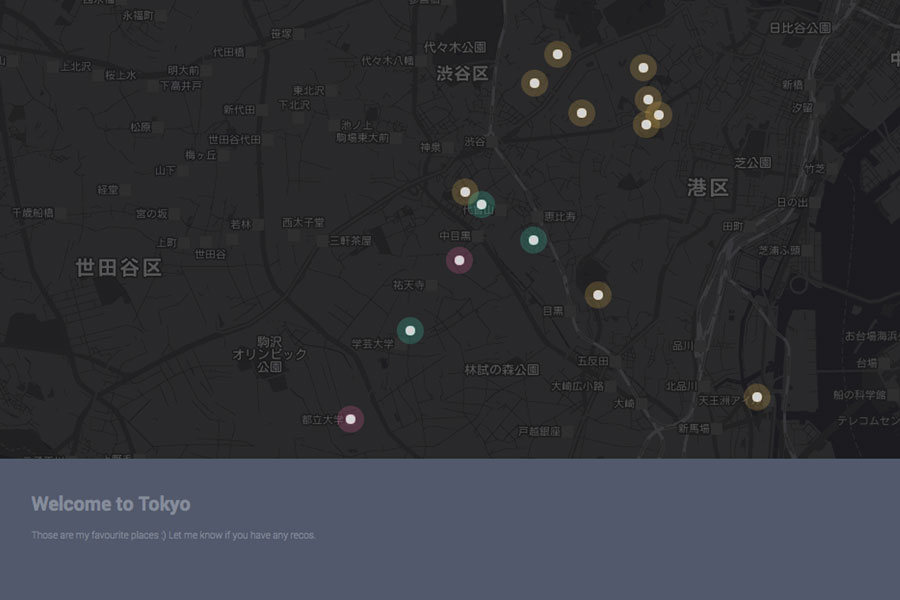 永福町
笹塚
代々木公園
日比谷公園
代田橋
代々木八幡
上北沢
明大前
渋谷区
桜上水
下高井戸
新橋
東北沢
下北沢
新代田
汐留
松原
池ノ上
駒場東大前
世田谷代田
神泉
渋谷
梅ヶ丘
芝公園
山下
竹芝
経堂
港区
日の出
千歳船橋
宮の坂
恵比寿
若林
西太子堂
田町
上町
三軒茶屋
中目黒
世田谷
芝浦ふ頭
世田谷区
祐天寺
目黒
お台場海浜
学芸大学
品川
駒沢
オリンピック
公園
五反田
台場
林試の森公園
大崎広小路
北品川
船の科学館
大崎
天王洲ア
都立大学
テレコムセン
戸越銀座
新馬場
Welcome to Tokyo
Those are my favourite places :) Let me know if you have any recos.